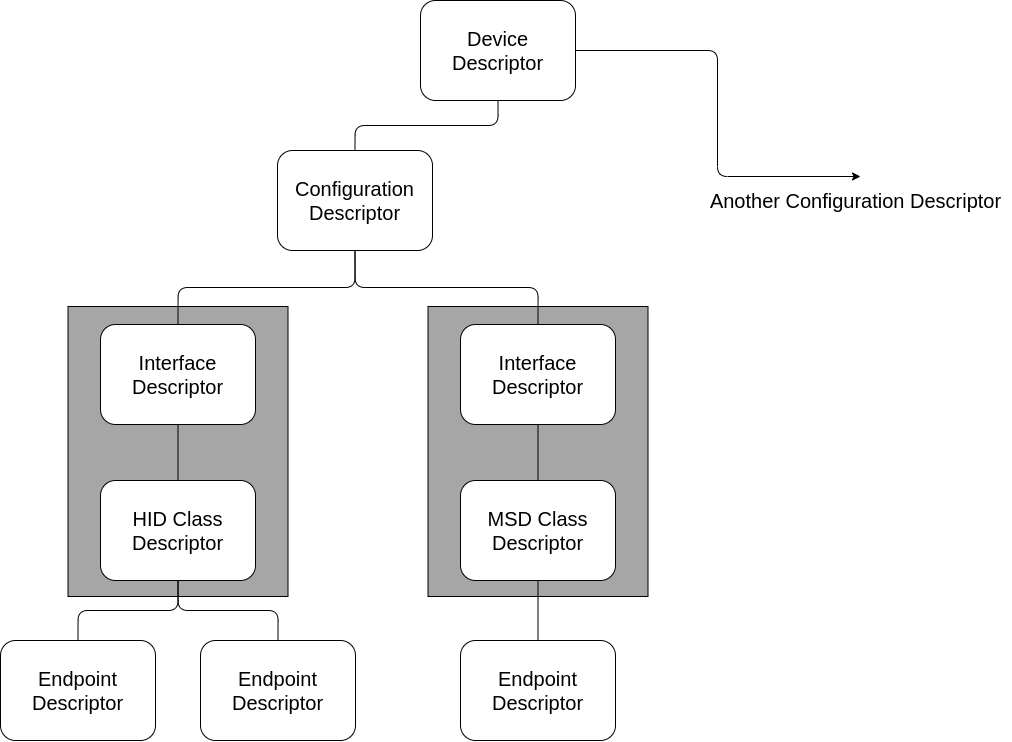 Device
Descriptor
Configuration
Descriptor
Another Configuration Descriptor
Interface
Descriptor
Interface
Descriptor
HID Class
Descriptor
MSD Class
Descriptor
Endpoint
Descriptor
Endpoint
Descriptor
Endpoint
Descriptor